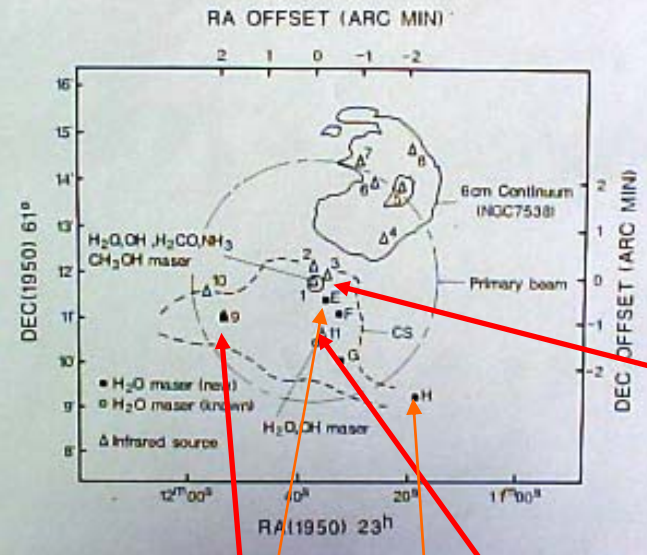 RA OFFSET (ARC MIN)
2 1 0 -1 -2
16'
15'
14'
13'
12'
11'
10'
9'
8'
DEC(1950) 61°
2
1
0
-1
-2
DEC OFFSET (ARC MIN)
7
8
6
5
4
6cm Continuum
(NGC7538)
H₂O,OH ,H₂CO,NH₃
CH₃OH maser
2
3
10
1
E
Primary beam
9
F
CS
11
G
■ H₂O maser (new)
□ H₂O maser (known)
△ Infrared source
H
H₂O,OH maser
12ᵐ00ˢ 40ˢ 20ˢ 11ᵐ00ˢ
RA(1950) 23ʰ